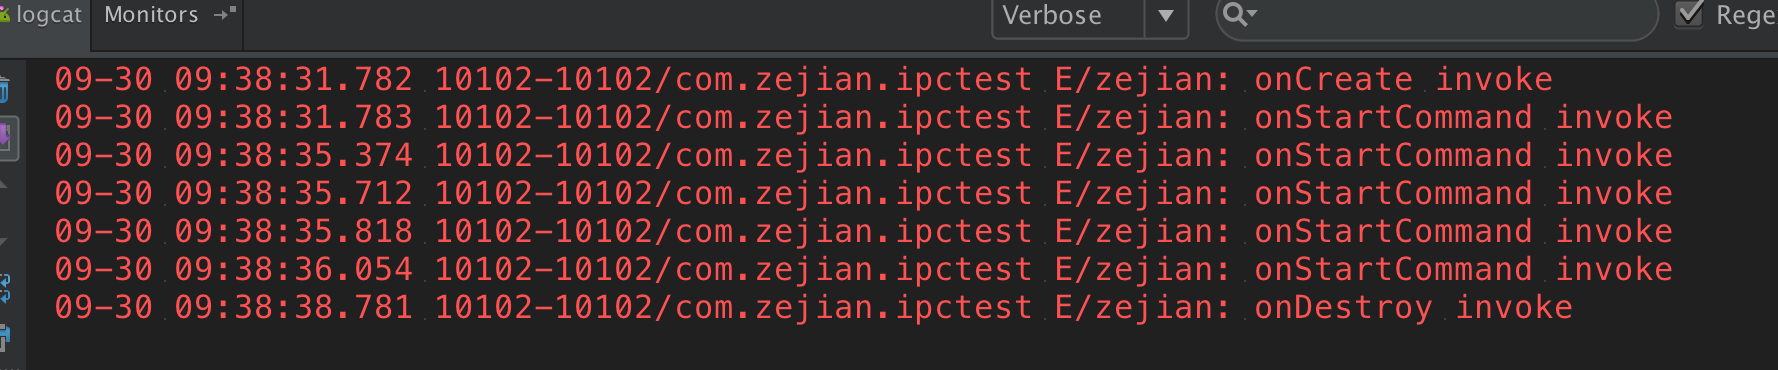 logcat Monitors Verbose Rege
09-30 09:38:31.782 10102-10102/com.zejian.ipctest E/zejian: onCreate invoke
09-30 09:38:31.783 10102-10102/com.zejian.ipctest E/zejian: onStartCommand invoke
09-30 09:38:35.374 10102-10102/com.zejian.ipctest E/zejian: onStartCommand invoke
09-30 09:38:35.712 10102-10102/com.zejian.ipctest E/zejian: onStartCommand invoke
09-30 09:38:35.818 10102-10102/com.zejian.ipctest E/zejian: onStartCommand invoke
09-30 09:38:36.054 10102-10102/com.zejian.ipctest E/zejian: onStartCommand invoke
09-30 09:38:38.781 10102-10102/com.zejian.ipctest E/zejian: onDestroy invoke